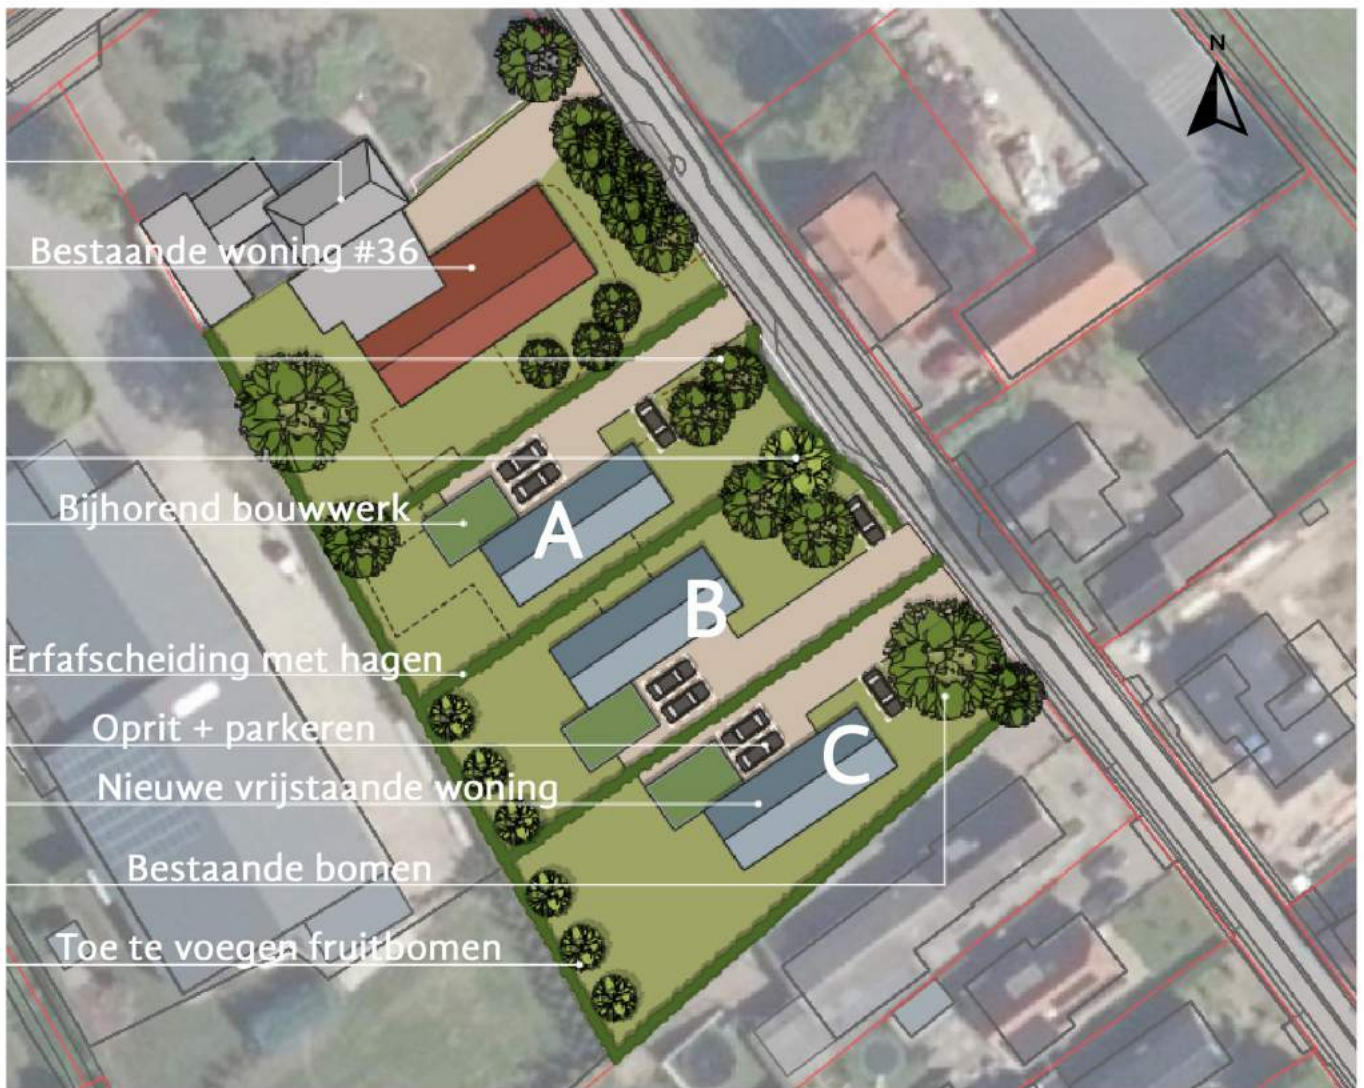 N
Bestaande woning #36
Bijhorend bouwwerk
A
B
Erfafscheiding met hagen
Oprit + parkeren
C
Nieuwe vrijstaande woning
Bestaande bomen
Toe te voegen fruitbomen